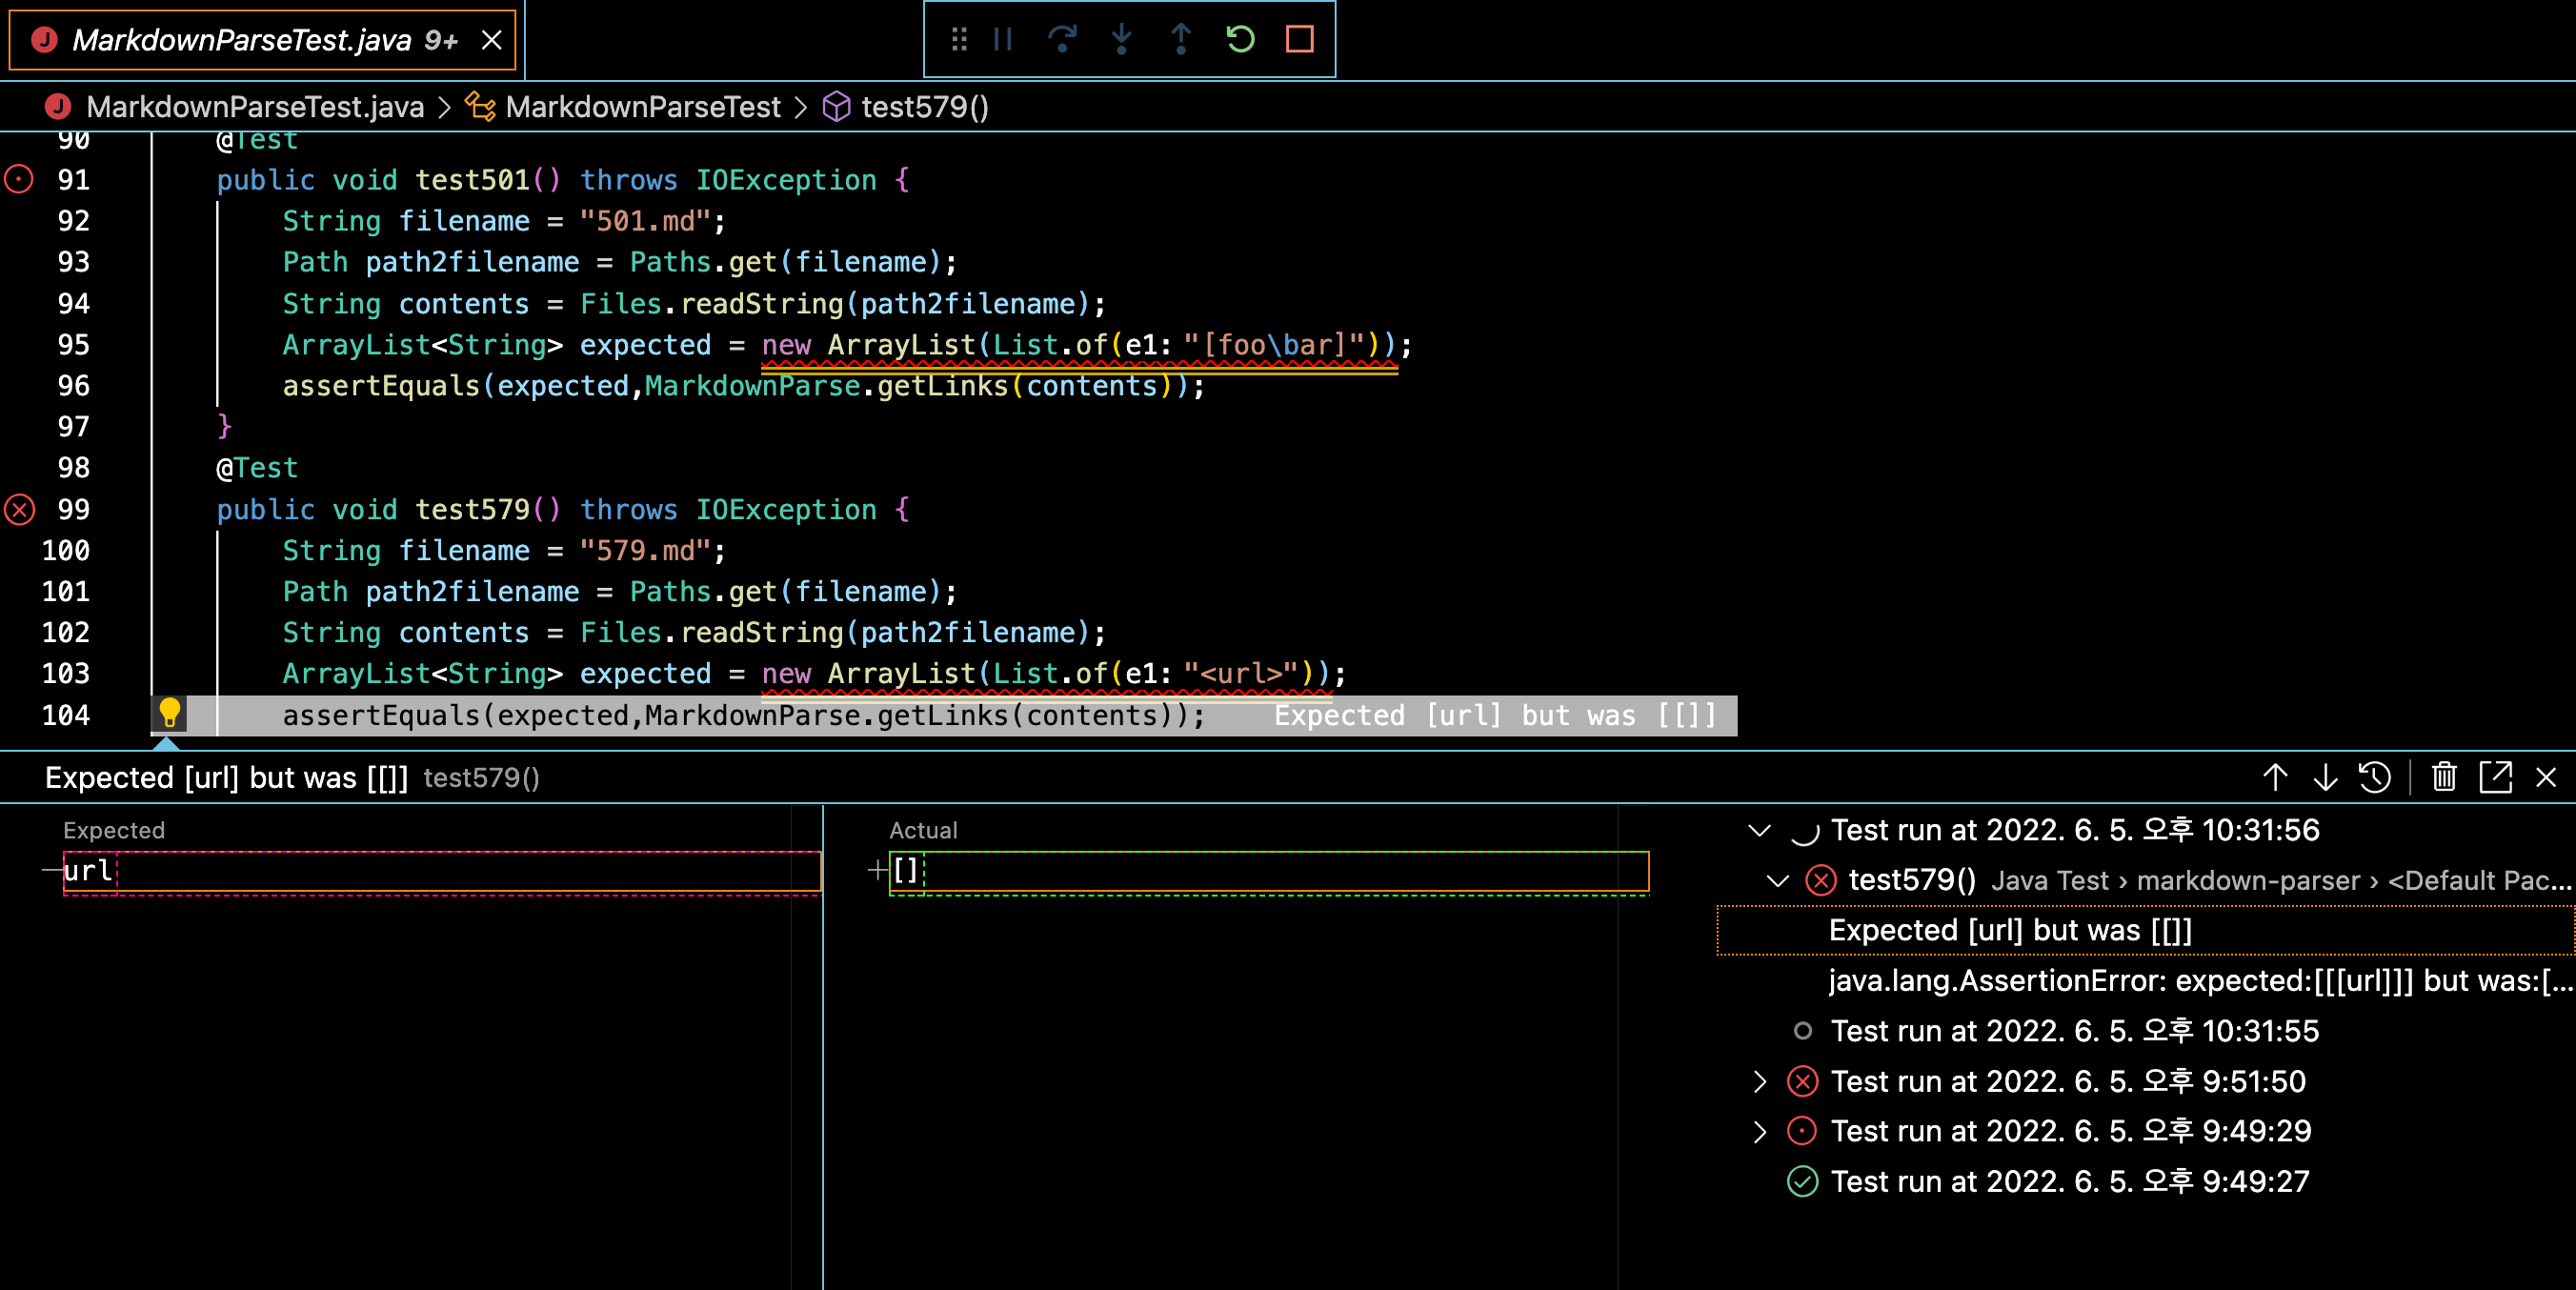 MarkdownParseTest.java 9+
MarkdownParseTest.java > MarkdownParseTest > test579()
90 @Test
91 public void test501() throws IOException {
92 String filename = "501.md";
93 Path path2filename = Paths.get(filename);
94 String contents = Files.readString(path2filename);
95 ArrayList<String> expected = new ArrayList(List.of(e1: "[foo\bar]"));
96 assertEquals(expected,MarkdownParse.getLinks(contents));
97 }
98 @Test
99 public void test579() throws IOException {
100 String filename = "579.md";
101 Path path2filename = Paths.get(filename);
102 String contents = Files.readString(path2filename);
103 ArrayList<String> expected = new ArrayList(List.of(e1: "<url>"));
104 assertEquals(expected,MarkdownParse.getLinks(contents)); Expected [url] but was [[]]
Expected [url] but was [[]] test579()
Expected
url
Actual
[]
Test run at 2022. 6. 5. 오후 10:31:56
test579() Java Test › markdown-parser › <Default Pac...
Expected [url] but was [[]]
java.lang.AssertionError: expected:[[[url]]] but was:[...
Test run at 2022. 6. 5. 오후 10:31:55
Test run at 2022. 6. 5. 오후 9:51:50
Test run at 2022. 6. 5. 오후 9:49:29
Test run at 2022. 6. 5. 오후 9:49:27